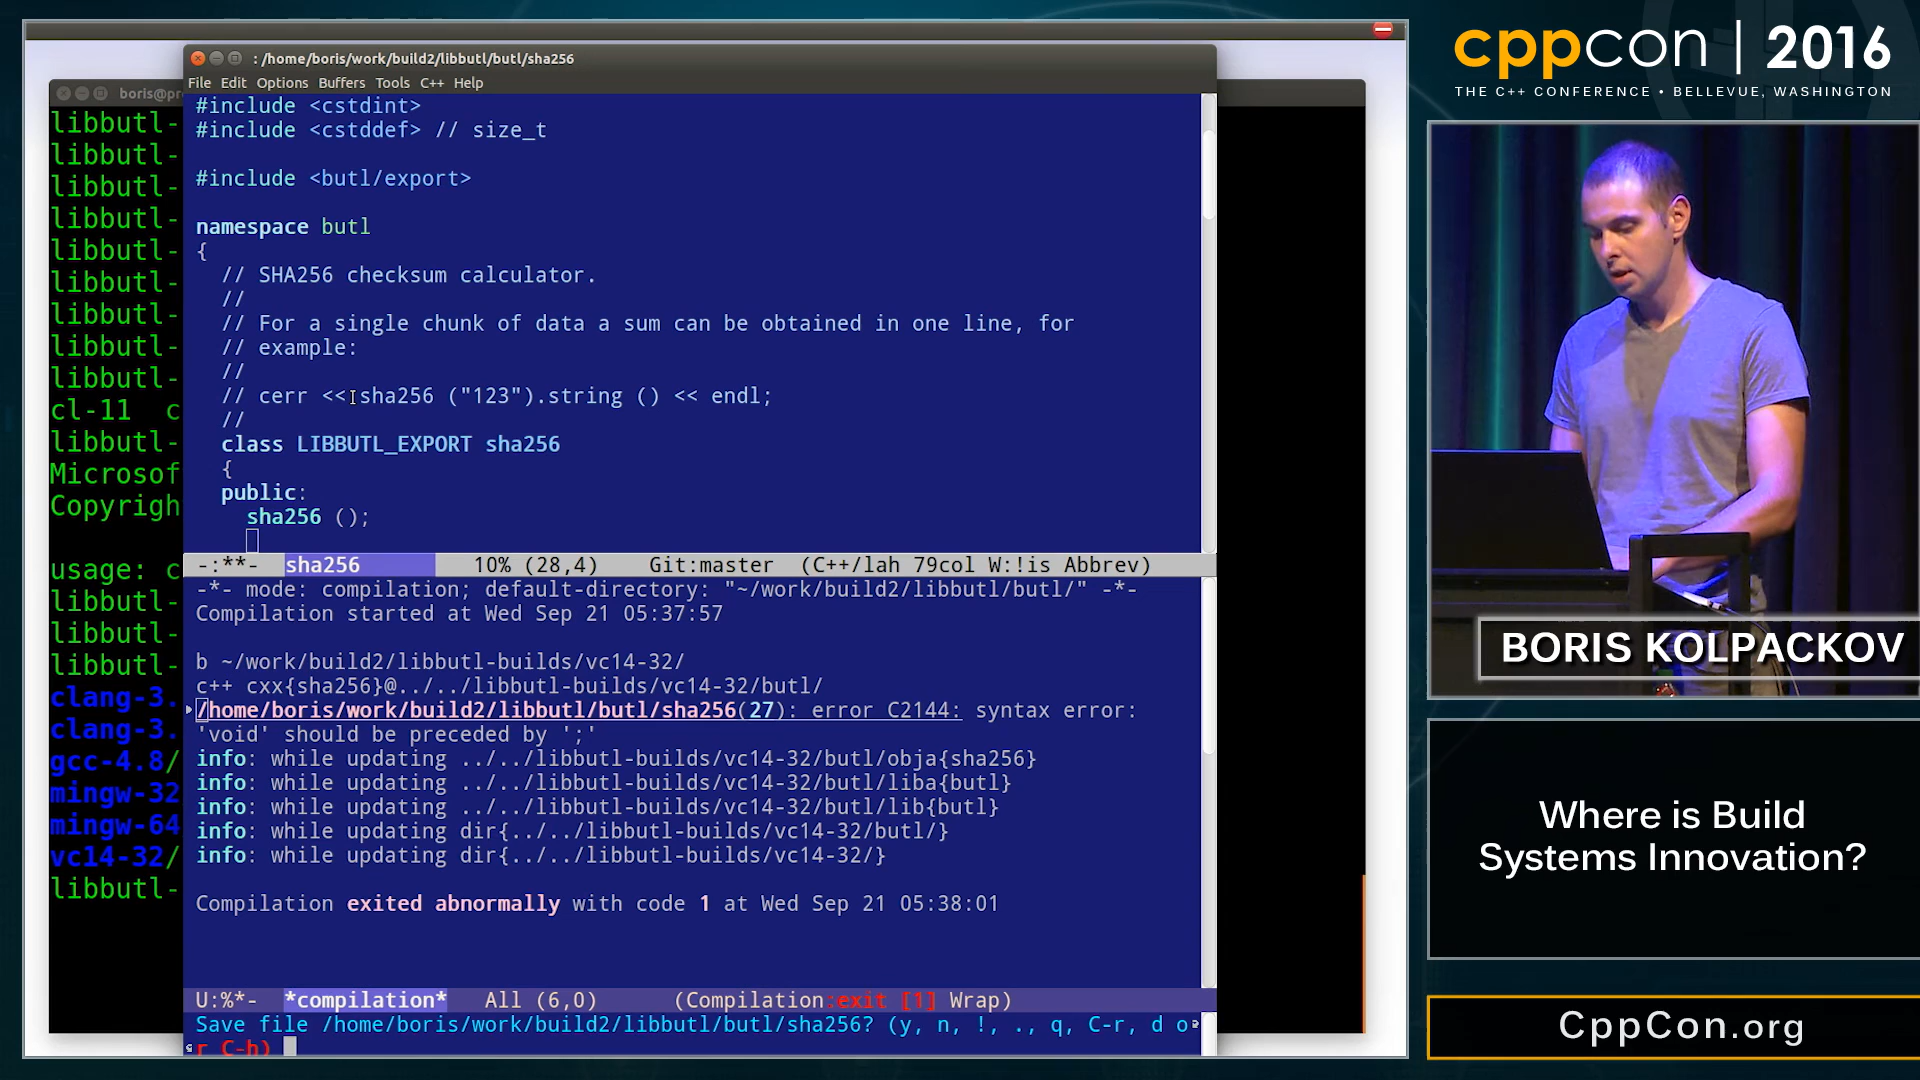 : /home/boris/work/build2/libbutl/butl/sha256
File Edit Options Buffers Tools C++ Help
#include <cstdint>
#include <cstddef> // size_t
#include <butl/export>
namespace butl
{
// SHA256 checksum calculator.
//
// For a single chunk of data a sum can be obtained in one line, for
// example:
//
// cerr << sha256 ("123").string () << endl;
//
class LIBBUTL_EXPORT sha256
{
public:
sha256 ();
-:**- sha256 10% (28,4) Git:master (C++/lah 79col W:!is Abbrev)
-*- mode: compilation; default-directory: "~/work/build2/libbutl/butl/" -*-
Compilation started at Wed Sep 21 05:37:57
b ~/work/build2/libbutl-builds/vc14-32/
c++ cxx{sha256}@../../libbutl-builds/vc14-32/butl/
/home/boris/work/build2/libbutl/butl/sha256(27): error C2144: syntax error:
'void' should be preceded by ';'
info: while updating ../../libbutl-builds/vc14-32/butl/obja{sha256}
info: while updating ../../libbutl-builds/vc14-32/butl/liba{butl}
info: while updating ../../libbutl-builds/vc14-32/butl/lib{butl}
info: while updating dir{../../libbutl-builds/vc14-32/butl/}
info: while updating dir{../../libbutl-builds/vc14-32/}
Compilation exited abnormally with code 1 at Wed Sep 21 05:38:01
U:%*- *compilation* All (6,0) (Compilation:exit [1] Wrap)
Save file /home/boris/work/build2/libbutl/butl/sha256? (y, n, !, ., q, C-r, d o
r C-h)
boris@pr
libbutl-
libbutl-
libbutl-
libbutl-
libbutl-
libbutl-
libbutl-
libbutl-
libbutl-
cl-11 c
libbutl-
Microsof
Copyrigh
usage: c
libbutl-
libbutl-
libbutl-
clang-3.
clang-3.
gcc-4.8/
mingw-32
mingw-64
vc14-32/
libbutl-
cppcon | 2016
THE C++ CONFERENCE • BELLEVUE, WASHINGTON
BORIS KOLPACKOV
Where is Build
Systems Innovation?
CppCon.org